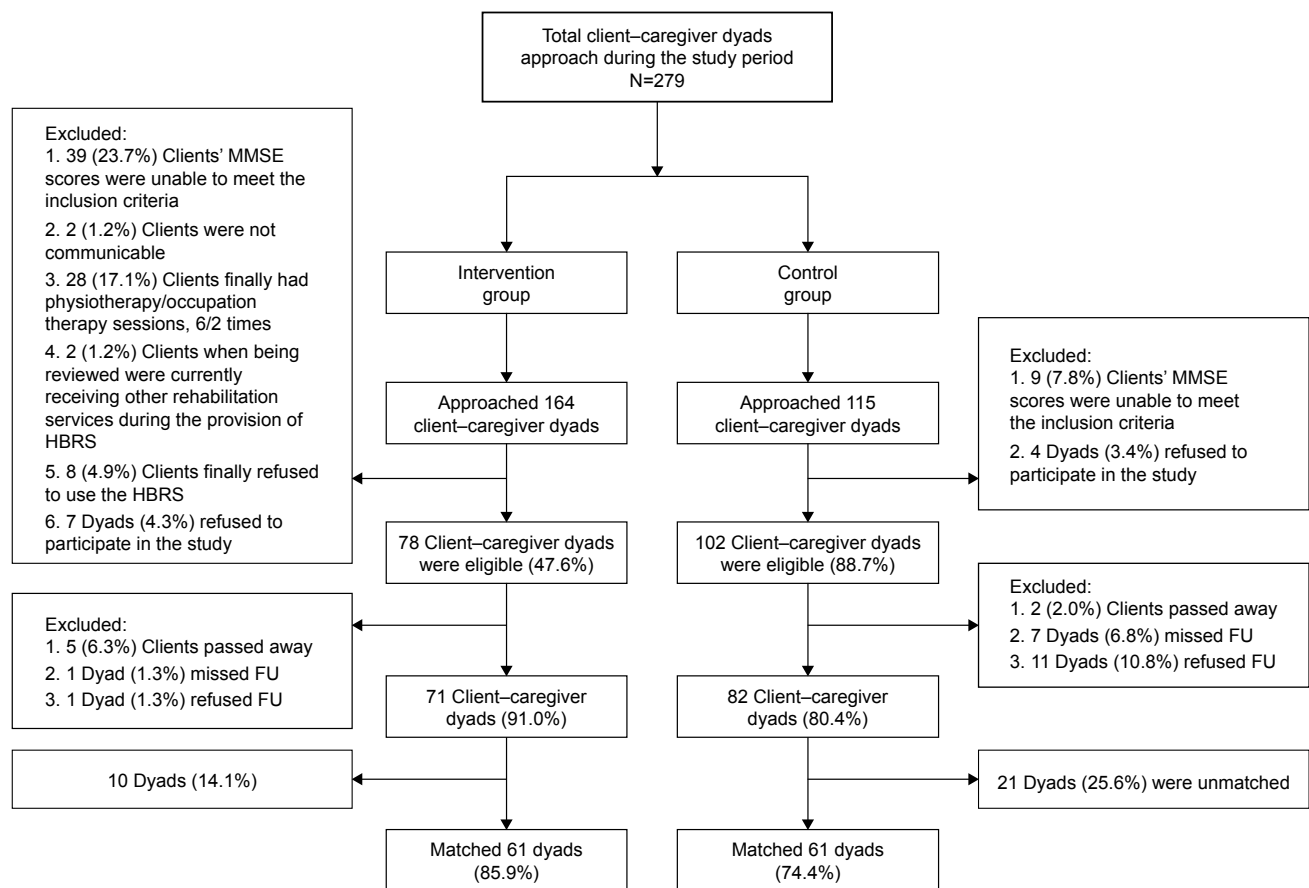 Total client–caregiver dyads
approach during the study period
N=279
Excluded:
1. 39 (23.7%) Clients’ MMSE
scores were unable to meet the
inclusion criteria
2. 2 (1.2%) Clients were not
communicable
3. 28 (17.1%) Clients finally had
physiotherapy/occupation
therapy sessions, 6/2 times
4. 2 (1.2%) Clients when being
reviewed were currently
receiving other rehabilitation
services during the provision of
HBRS
5. 8 (4.9%) Clients finally refused
to use the HBRS
6. 7 Dyads (4.3%) refused to
participate in the study
Intervention
group
Control
group
Approached 164
client–caregiver dyads
Approached 115
client–caregiver dyads
Excluded:
1. 9 (7.8%) Clients’ MMSE
scores were unable to meet
the inclusion criteria
2. 4 Dyads (3.4%) refused to
participate in the study
78 Client–caregiver dyads
were eligible (47.6%)
102 Client–caregiver dyads
were eligible (88.7%)
Excluded:
1. 5 (6.3%) Clients passed away
2. 1 Dyad (1.3%) missed FU
3. 1 Dyad (1.3%) refused FU
Excluded:
1. 2 (2.0%) Clients passed away
2. 7 Dyads (6.8%) missed FU
3. 11 Dyads (10.8%) refused FU
71 Client–caregiver
dyads (91.0%)
82 Client–caregiver
dyads (80.4%)
10 Dyads (14.1%)
21 Dyads (25.6%) were unmatched
Matched 61 dyads
(85.9%)
Matched 61 dyads
(74.4%)